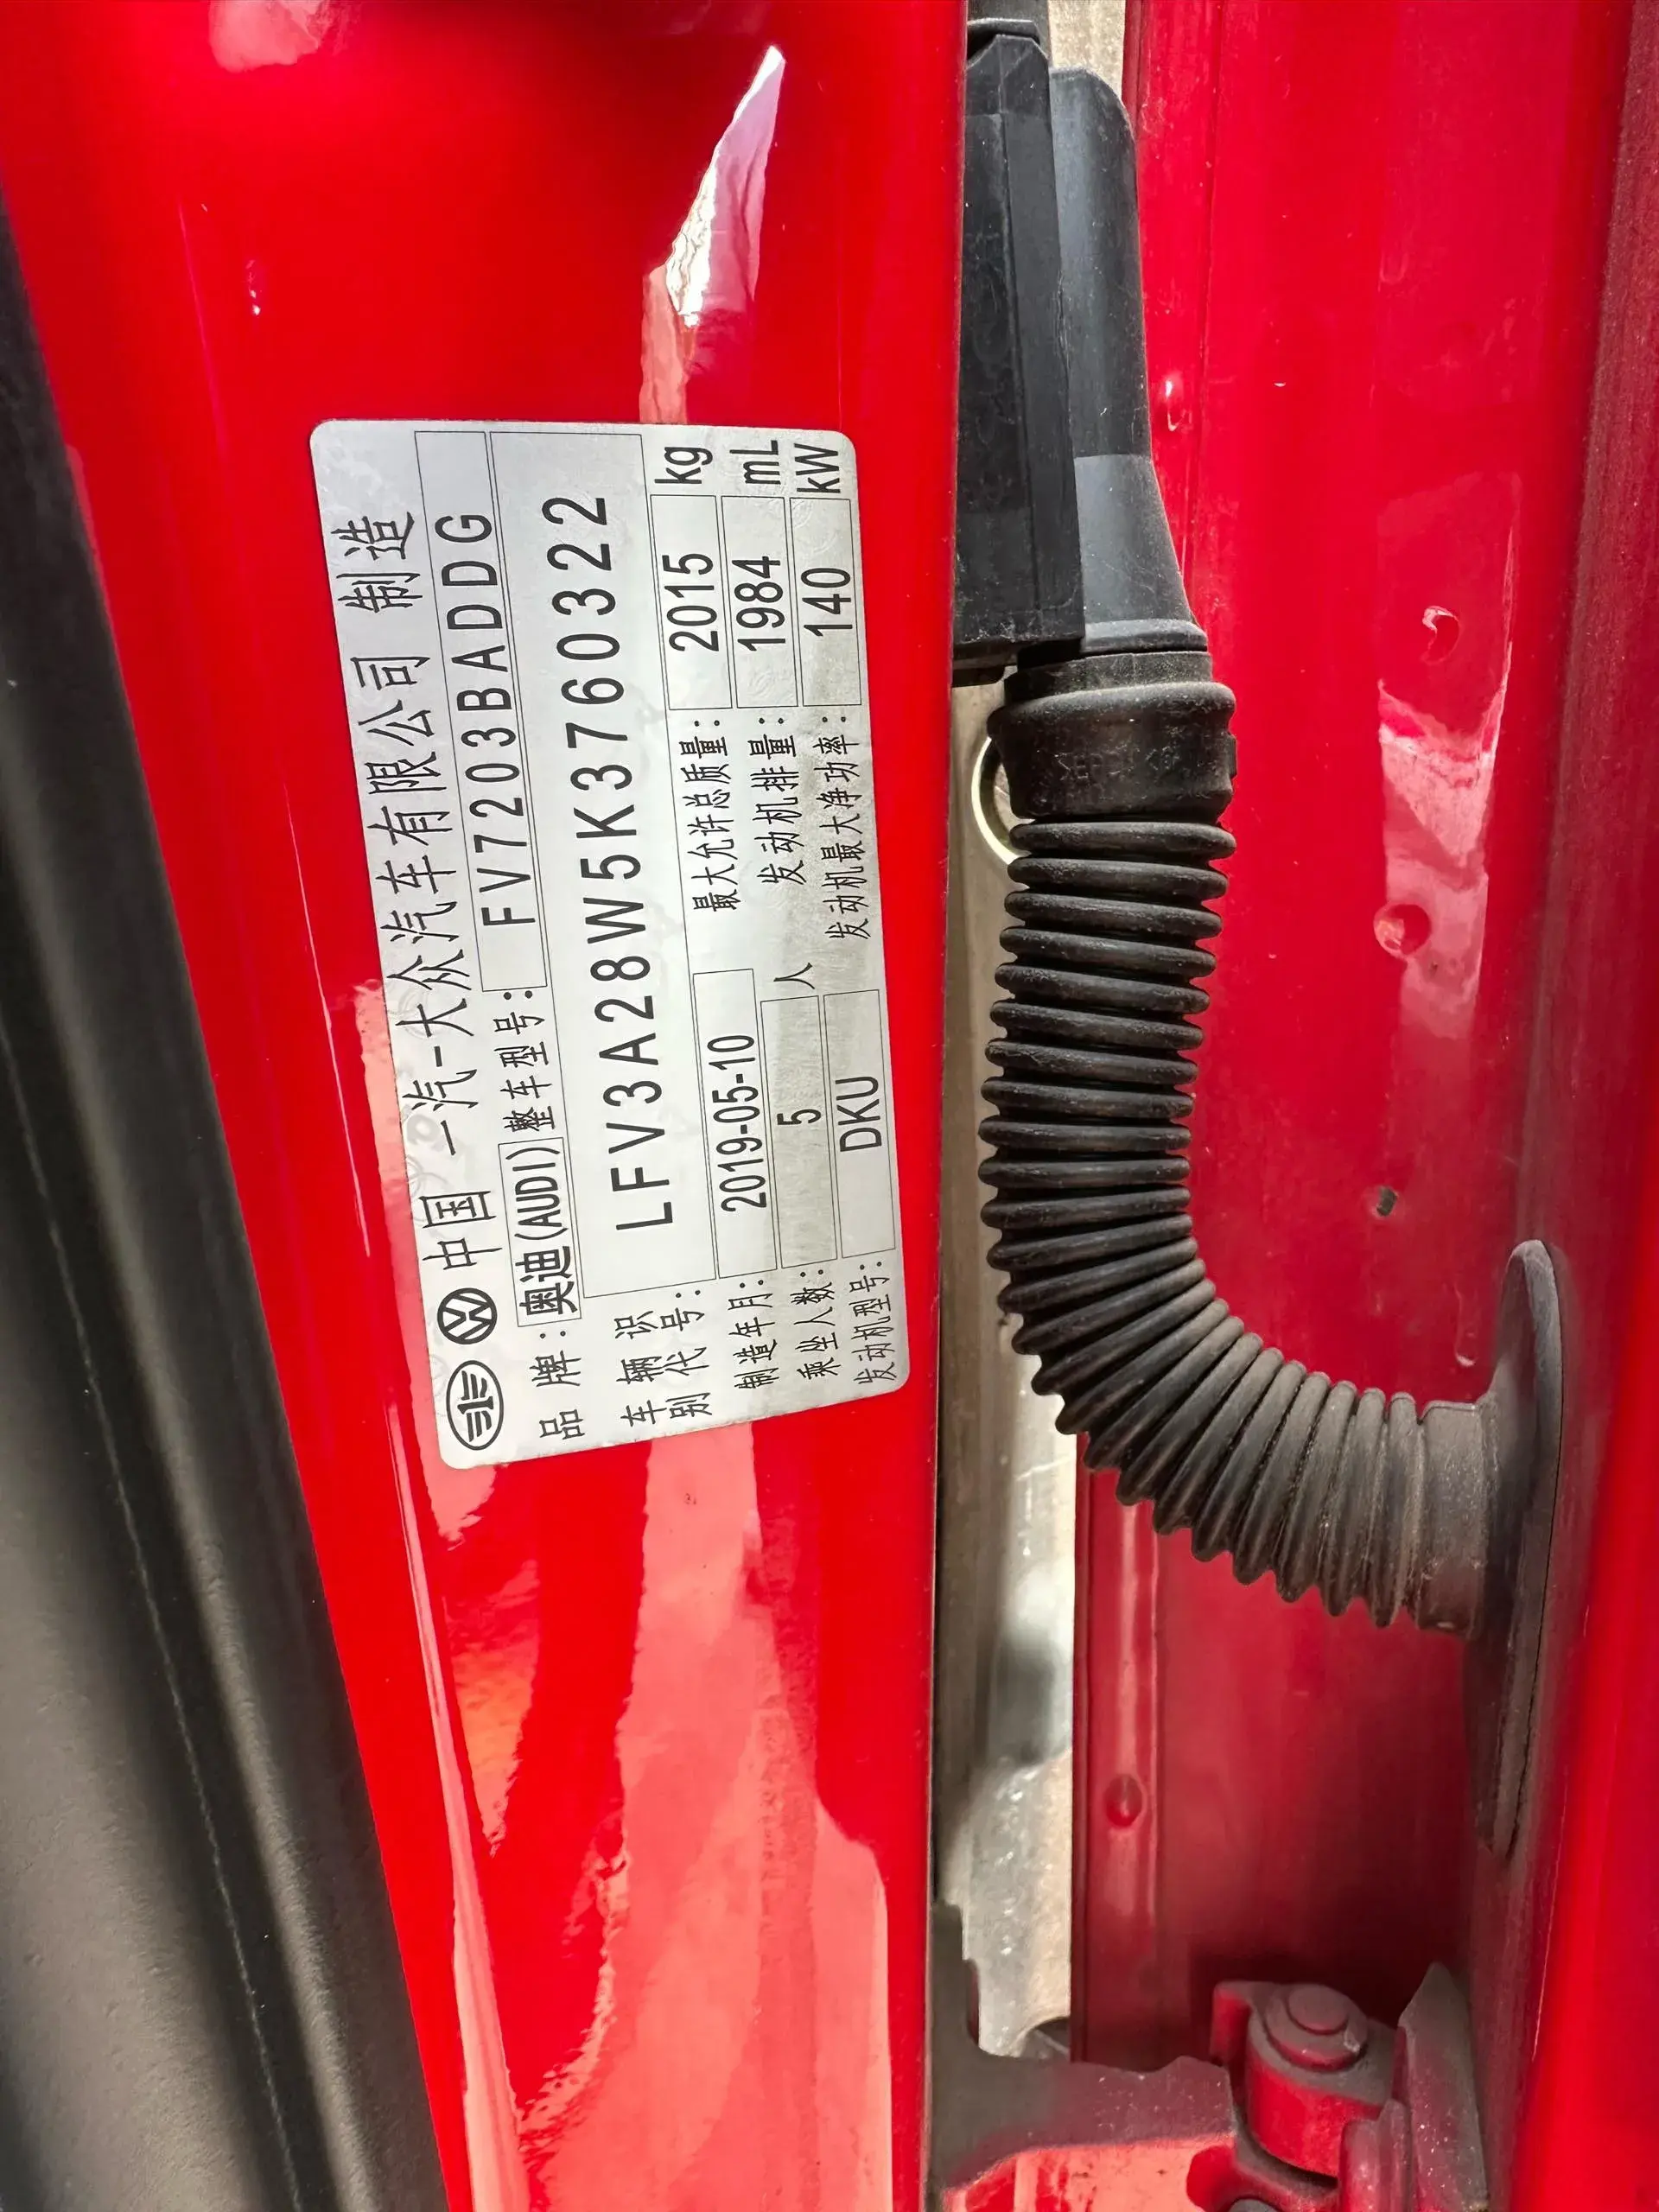 中国 一汽-大众汽车有限公司 制造
品牌: 奥迪(AUDI) 整车型号: FV7203BADDG
车辆识别代号: LFV3A28W5K3760322
制造年月: 2019-05-10 最大允许总质量: 2015 kg
乘坐人数: 5 人 发动机排量: 1984 mL
发动机型号: DKU 发动机最大净功率: 140 kW